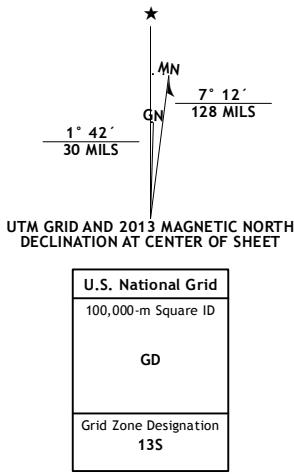 MN
7° 12´
128 MILS
GN
1° 42´
30 MILS
UTM GRID AND 2013 MAGNETIC NORTH
DECLINATION AT CENTER OF SHEET
U.S. National Grid
100,000-m Square ID
GD
Grid Zone Designation
13S